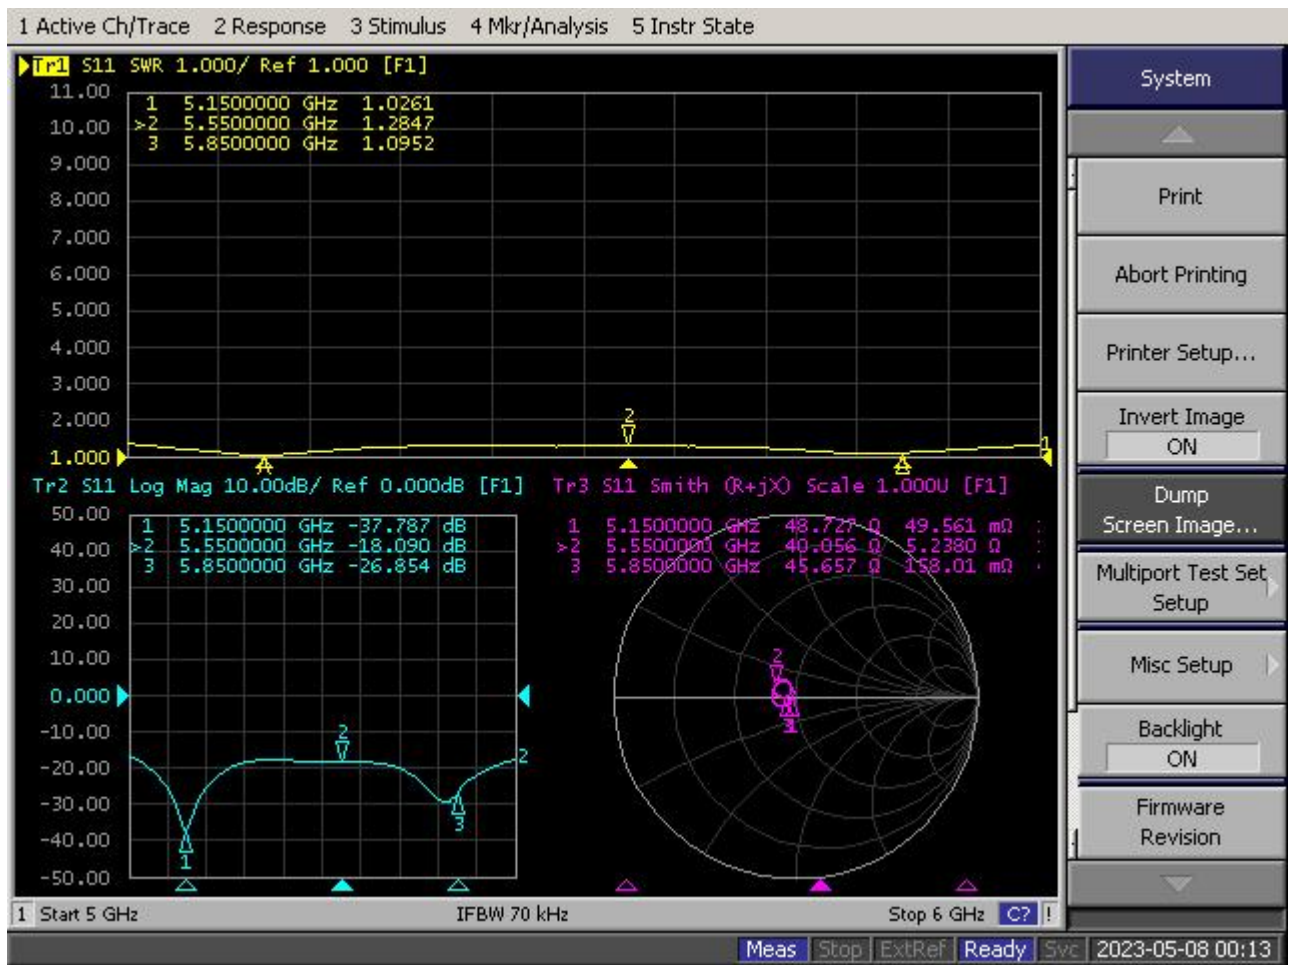 1 Active Ch/Trace 2 Response 3 Stimulus 4 Mkr/Analysis 5 Instr State
Tr1 S11 SWR 1.000/ Ref 1.000 [F1]
11.00
10.00
9.000
8.000
7.000
6.000
5.000
4.000
3.000
2.000
1.000
1 5.1500000 GHz 1.0261
>2 5.5500000 GHz 1.2847
3 5.8500000 GHz 1.0952
2
1
Tr2 S11 Log Mag 10.00dB/ Ref 0.000dB [F1]
50.00
40.00
30.00
20.00
10.00
0.000
-10.00
-20.00
-30.00
-40.00
-50.00
1 5.1500000 GHz -37.787 dB
>2 5.5500000 GHz -18.090 dB
3 5.8500000 GHz -26.854 dB
2
2
3
1
Tr3 S11 Smith (R+jX) Scale 1.000U [F1]
1 5.1500000 GHz 48.727 Ω 49.561 mΩ
>2 5.5500000 GHz 40.056 Ω 5.2380 Ω
3 5.8500000 GHz 45.657 Ω 158.01 mΩ
2
1 Start 5 GHz IFBW 70 kHz Stop 6 GHz C? !
Meas Stop ExtRef Ready Svc 2023-05-08 00:13
System
Print
Abort Printing
Printer Setup...
Invert Image
ON
Dump
Screen Image...
Multiport Test Set
Setup
Misc Setup
Backlight
ON
Firmware
Revision